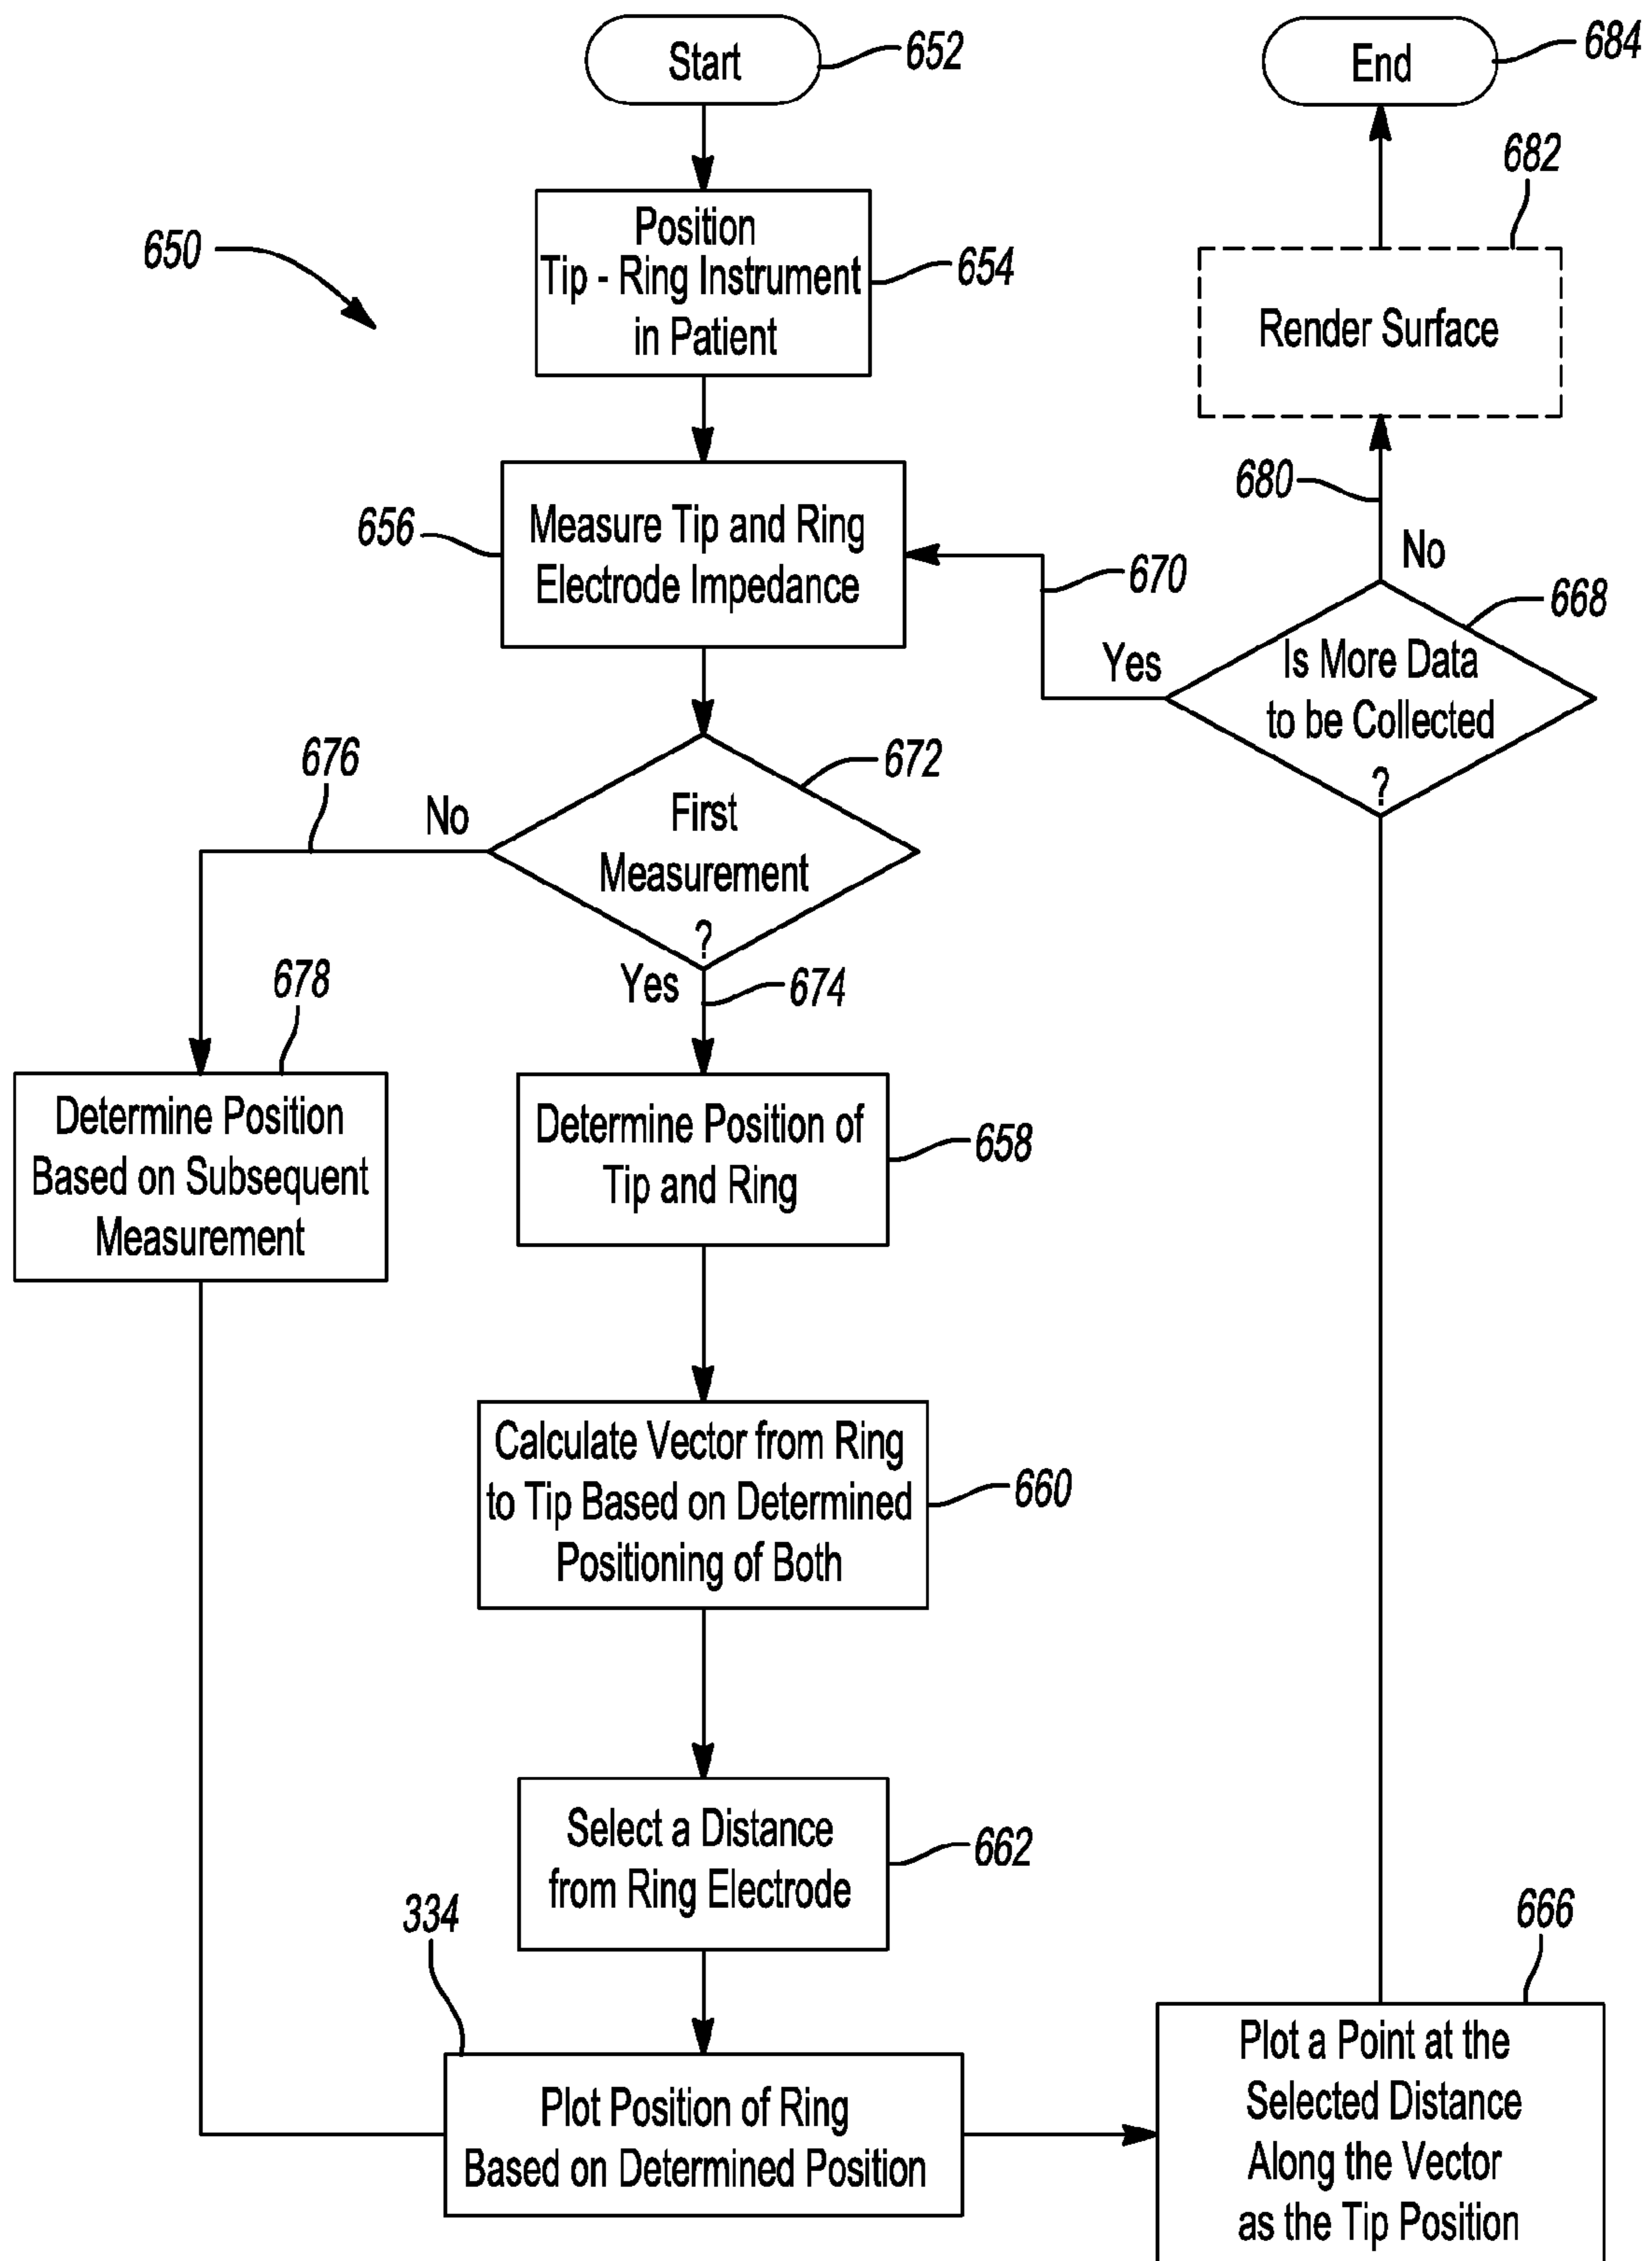 Start
652
End
684
682
650
Position
Tip - Ring Instrument
in Patient
654
Render Surface
656
Measure Tip and Ring
Electrode Impedance
670
680
No
668
Yes
Is More Data
to be Collected
?
676
No
672
First
Measurement
?
Yes
674
678
Determine Position
Based on Subsequent
Measurement
Determine Position of
Tip and Ring
658
Calculate Vector from Ring
to Tip Based on Determined
Positioning of Both
660
Select a Distance
from Ring Electrode
662
334
Plot Position of Ring
Based on Determined Position
666
Plot a Point at the
Selected Distance
Along the Vector
as the Tip Position